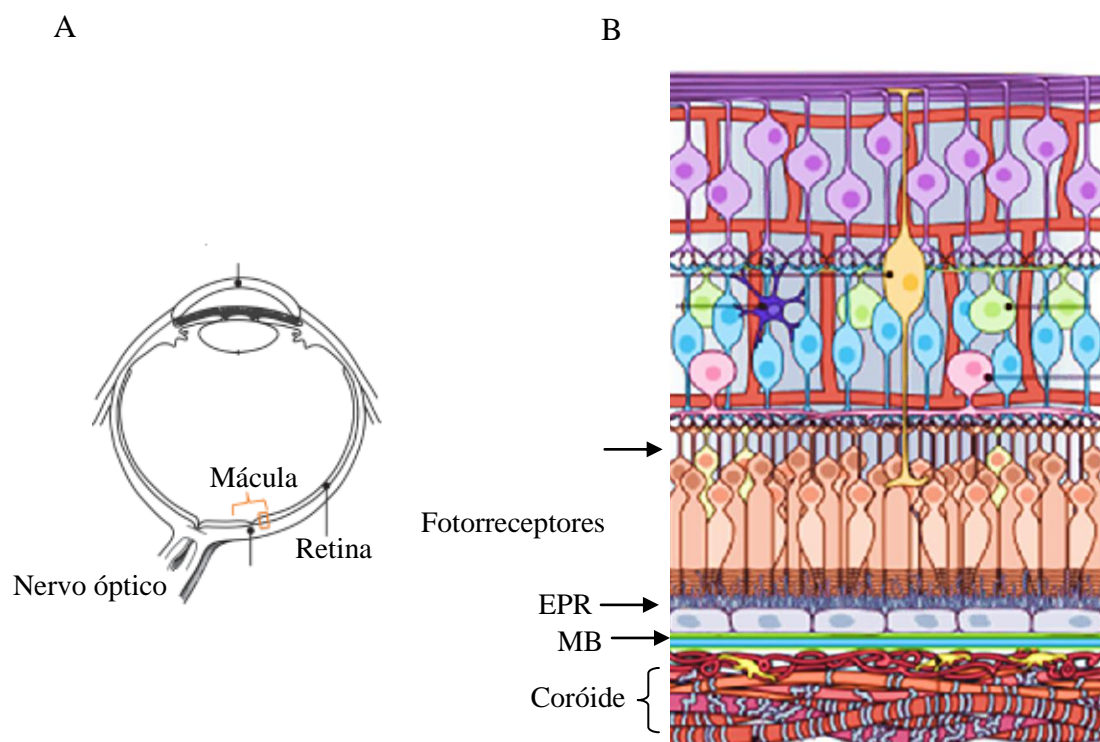 A
B
Mácula
Fotorreceptores
Retina
Nervo óptico
EPR
MB
Coróide